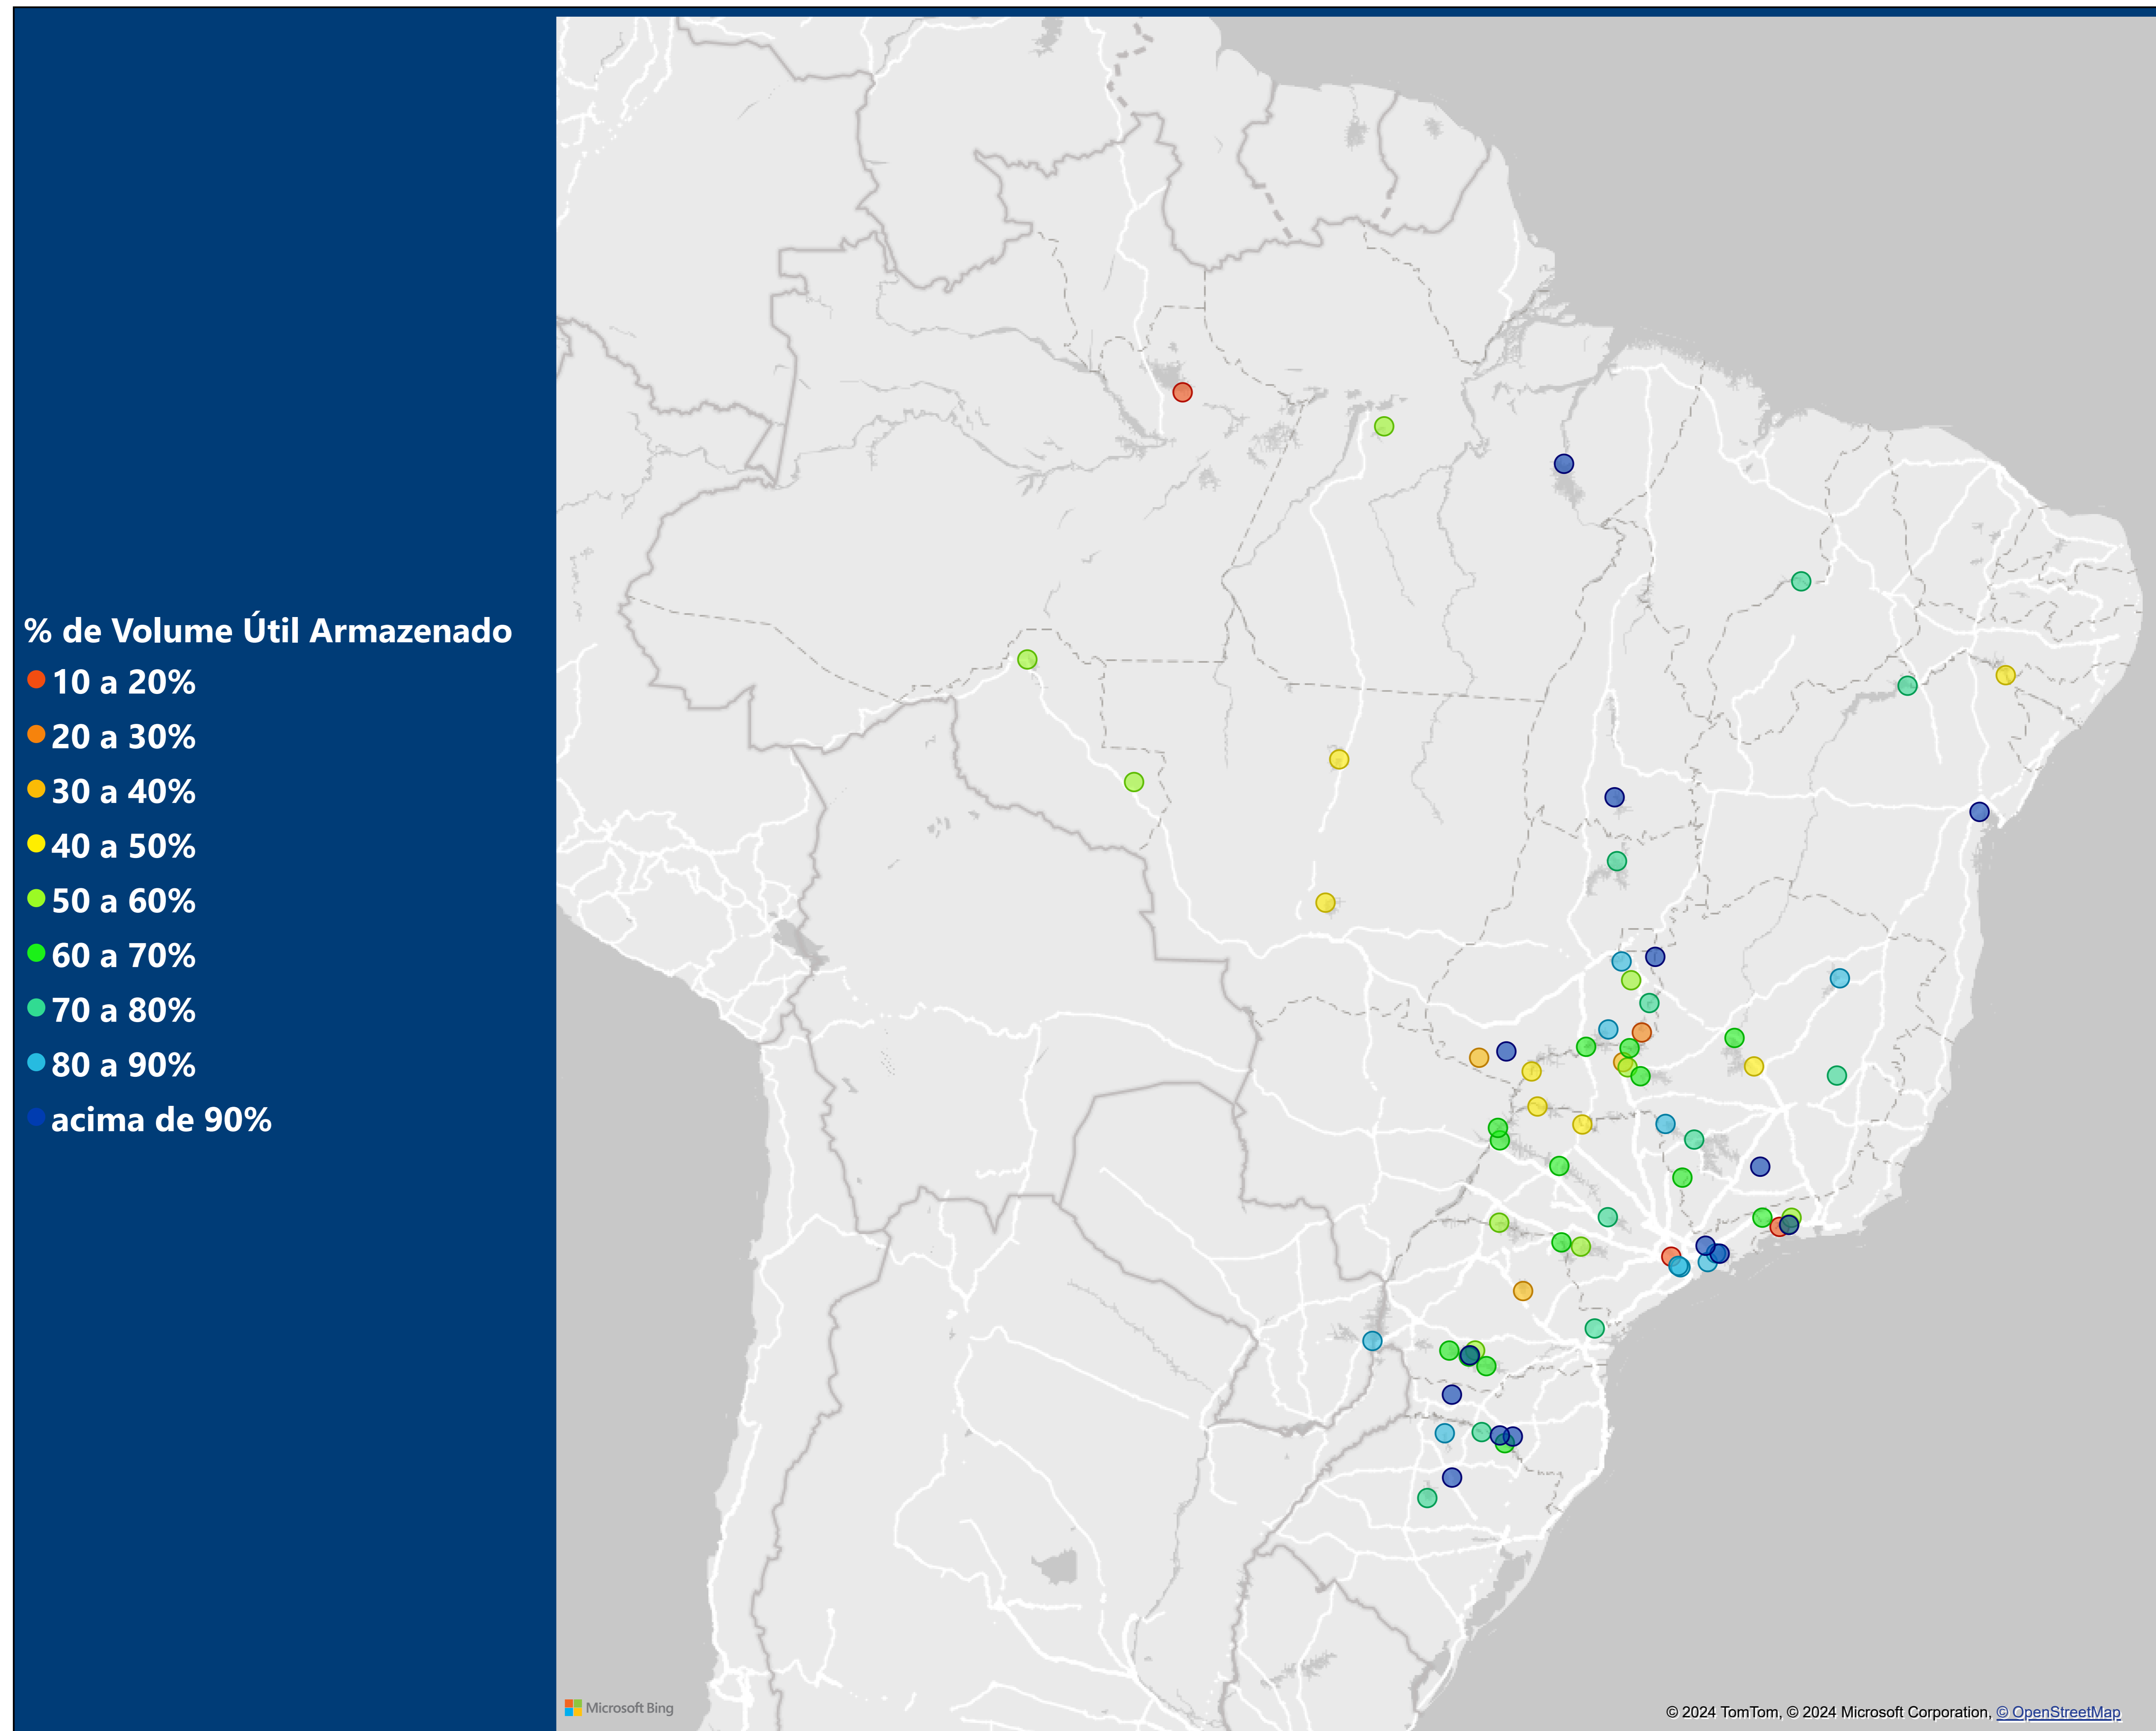 % de Volume Útil Armazenado
10 a 20%
20 a 30%
30 a 40%
40 a 50%
50 a 60%
60 a 70%
70 a 80%
80 a 90%
acima de 90%
Microsoft Bing
© 2024 TomTom, © 2024 Microsoft Corporation, © OpenStreetMap